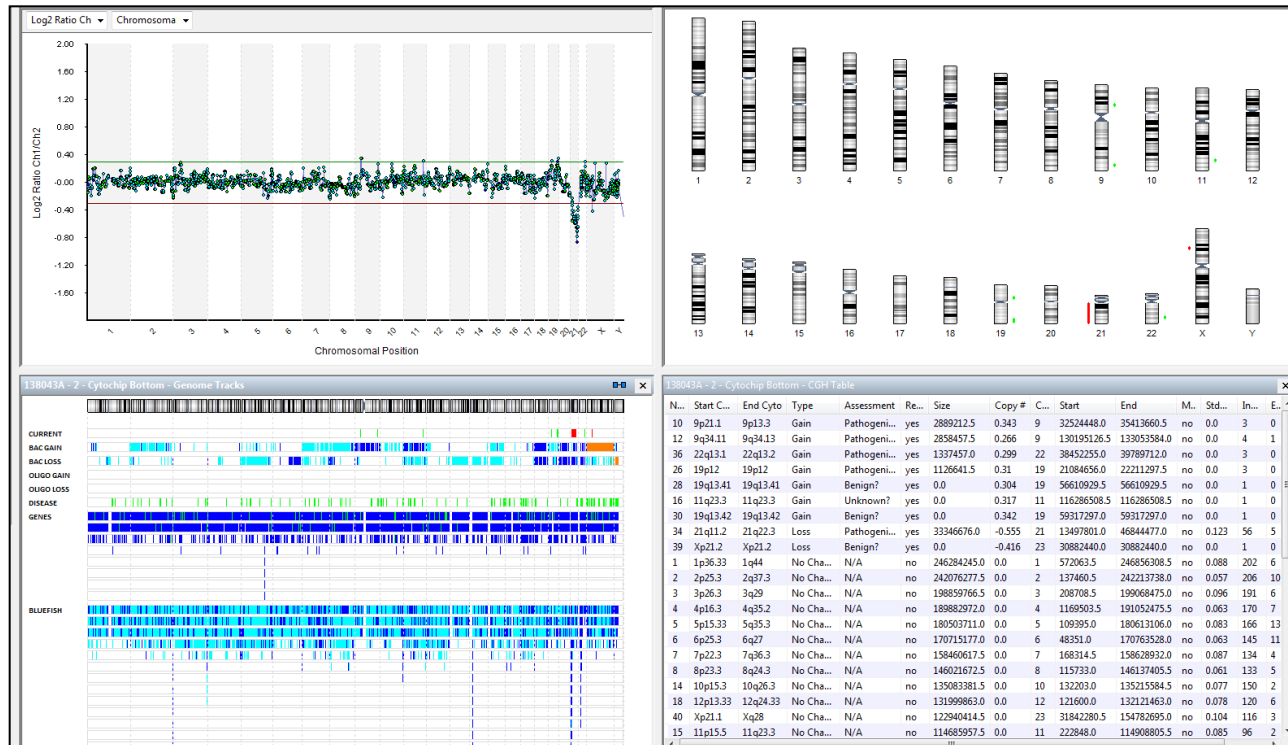 Log2 Ratio Ch Chromosoma
2.00
1.60
1.20
0.80
0.40
-0.00
-0.40
-0.80
-1.20
-1.60
Log2 Ratio Ch1/Ch2
1 2 3 4 5 6 7 8 9 10 11 12 13 14 15 16 17 18 19 20 21 22 X Y
Chromosomal Position
1 2 3 4 5 6 7 8 9 10 11 12
13 14 15 16 17 18 19 20 21 22 X Y
138043A - 2 - Cytochip Bottom - Genome Tracks
CURRENT
BAC GAIN
BAC LOSS
OLIGO GAIN
OLIGO LOSS
DISEASE
GENES
BLUEFISH
138043A - 2 - Cytochip Bottom - CGH Table
N... Start C... End Cyto Type Assessment Re... Size Copy # C... Start End M.. Std... In... E..
10 9p21.1 9p13.3 Gain Pathogeni... yes 2889212.5 0.343 9 32524448.0 35413660.5 no 0.0 3 0
12 9q34.11 9q34.13 Gain Pathogeni... yes 2858457.5 0.268 9 130195126.5 133053584.0 no 0.0 4 1
36 22q13.1 22q13.2 Gain Pathogeni... yes 1337457.0 0.299 22 38452255.0 39789712.0 no 0.0 3 0
26 19p12 19p12 Gain Pathogeni... yes 1126641.5 0.31 19 21084656.0 22211297.5 no 0.0 3 0
28 19q13.41 19q13.41 Gain Benign? yes 0.0 0.304 19 56610929.5 56610929.5 no 0.0 1 0
16 11q23.3 11q23.3 Gain Unknown? yes 0.0 0.317 11 116286508.5 116286508.5 no 0.0 1 0
30 19q13.42 19q13.42 Gain Benign? yes 0.0 0.342 19 59317297.0 59317297.0 no 0.0 1 0
34 21q11.2 21q22.3 Loss Pathogeni... yes 33346676.0 -0.555 21 13497801.0 46844477.0 no 0.123 56 5
39 Xp21.2 Xp21.2 Loss Benign? yes 0.0 -0.416 23 30882440.0 30882440.0 no 0.0 1 0
1 1p36.33 1q44 No Cha... N/A no 246284245.0 0.0 1 572063.5 246856308.5 no 0.088 202 6
2 2p25.3 2q37.3 No Cha... N/A no 242076277.5 0.0 2 137460.5 242213738.0 no 0.057 206 10
3 3p26.3 3q29 No Cha... N/A no 198859766.5 0.0 3 208708.5 199068475.0 no 0.096 191 6
4 4p16.3 4q35.2 No Cha... N/A no 189882972.0 0.0 4 1169503.5 191052475.5 no 0.063 170 7
5 5p15.33 5q35.3 No Cha... N/A no 180503711.0 0.0 5 109395.0 180613106.0 no 0.083 166 13
6 6p25.3 6q27 No Cha... N/A no 170715177.0 0.0 6 48351.0 170763528.0 no 0.063 145 11
7 7p22.3 7q36.3 No Cha... N/A no 158460617.5 0.0 7 168314.5 158628932.0 no 0.087 134 4
8 8p23.3 8q24.3 No Cha... N/A no 146021672.5 0.0 8 115733.0 146137405.5 no 0.061 133 5
14 10p15.3 10q26.3 No Cha... N/A no 135083381.5 0.0 10 132203.0 135215584.5 no 0.077 150 2
18 12p13.33 12q24.33 No Cha... N/A no 131999863.0 0.0 12 121600.0 132121463.0 no 0.078 120 6
40 Xp21.1 Xq28 No Cha... N/A no 122940414.5 0.0 23 31842280.5 154782695.0 no 0.104 116 3
15 11p15.5 11q23.3 No Cha... N/A no 114685957.5 0.0 11 222848.0 114908805.5 no 0.085 96 2